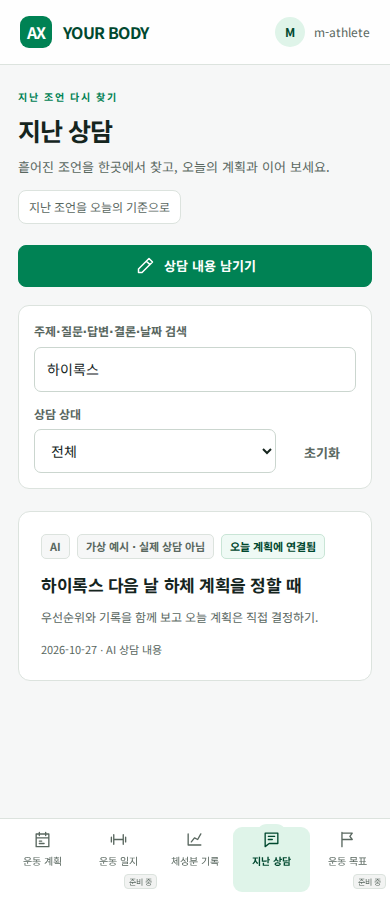 AX YOUR BODY
M m-athlete
지난 조언 다시 찾기
지난 상담
흩어진 조언을 한곳에서 찾고, 오늘의 계획과 이어 보세요.
지난 조언을 오늘의 기준으로
상담 내용 남기기
주제·질문·답변·결론·날짜 검색
하이록스
상담 상대
전체 초기화
AI 가상 예시 · 실제 상담 아님 오늘 계획에 연결됨
하이록스 다음 날 하체 계획을 정할 때
우선순위와 기록을 함께 보고 오늘 계획은 직접 결정하기.
2026-10-27 · AI 상담 내용
운동 계획 운동 일지 체성분 기록 지난 상담 운동 목표
준비 중 준비 중